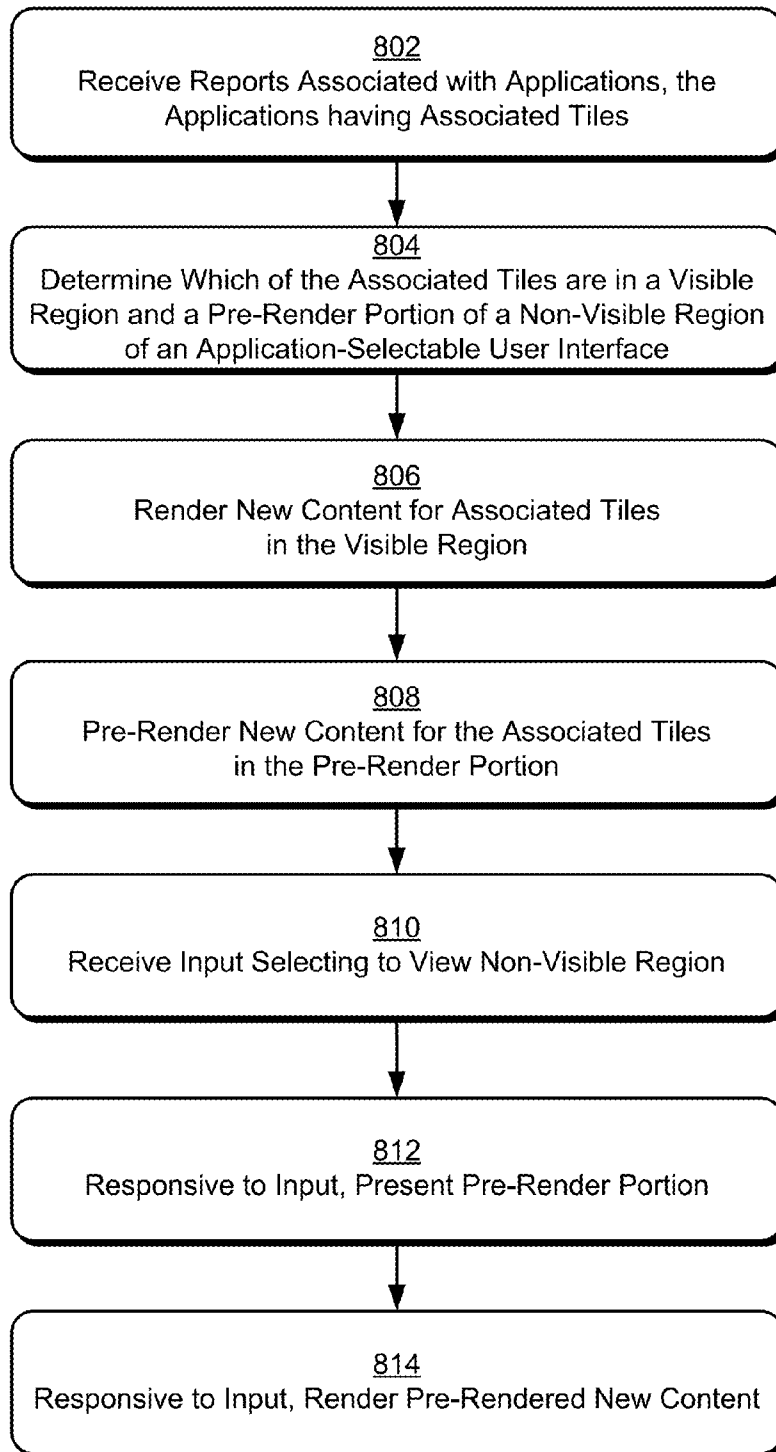 802
Receive Reports Associated with Applications, the
Applications having Associated Tiles
804
Determine Which of the Associated Tiles are in a Visible
Region and a Pre-Render Portion of a Non-Visible Region
of an Application-Selectable User Interface
806
Render New Content for Associated Tiles
in the Visible Region
808
Pre-Render New Content for the Associated Tiles
in the Pre-Render Portion
810
Receive Input Selecting to View Non-Visible Region
812
Responsive to Input, Present Pre-Render Portion
814
Responsive to Input, Render Pre-Rendered New Content